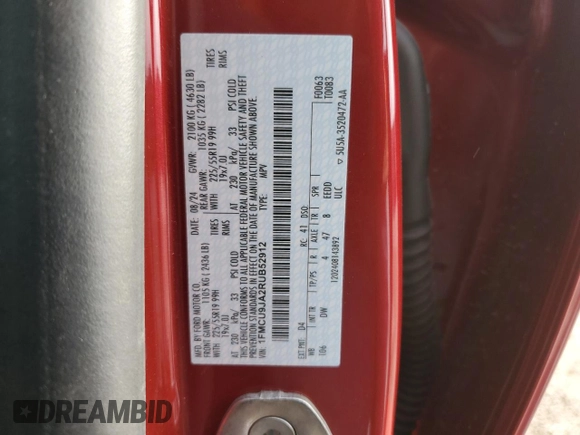 MFD. BY FORD MOTOR CO.
DATE: 08/24 GVWR: 2100 KG ( 4630 LB)
FRONT GAWR: 1105 KG ( 2436 LB) REAR GAWR: 1035 KG ( 2282 LB)
225/55R19 99H TIRES WITH 225/55R19 99H TIRES
19x7.0J RIMS 19x7.0J RIMS
AT 230 kPa/ 33 PSI COLD AT 230 kPa/ 33 PSI COLD
THIS VEHICLE CONFORMS TO ALL APPLICABLE FEDERAL MOTOR VEHICLE SAFETY AND THEFT
PREVENTION STANDARDS IN EFFECT ON THE DATE OF MANUFACTURE SHOWN ABOVE.
VIN: 1FMCU9JA2RUB52912 TYPE: MPV
F0063
T0083
EXT PNT: D4 RC: 41 DSO:
WB INT TR TP/PS R AXLE TR SPR
106 DW 4 47 B EEDD
ULC
1202408143892 ▽ SU5A-3520472-AA
DREAMBID